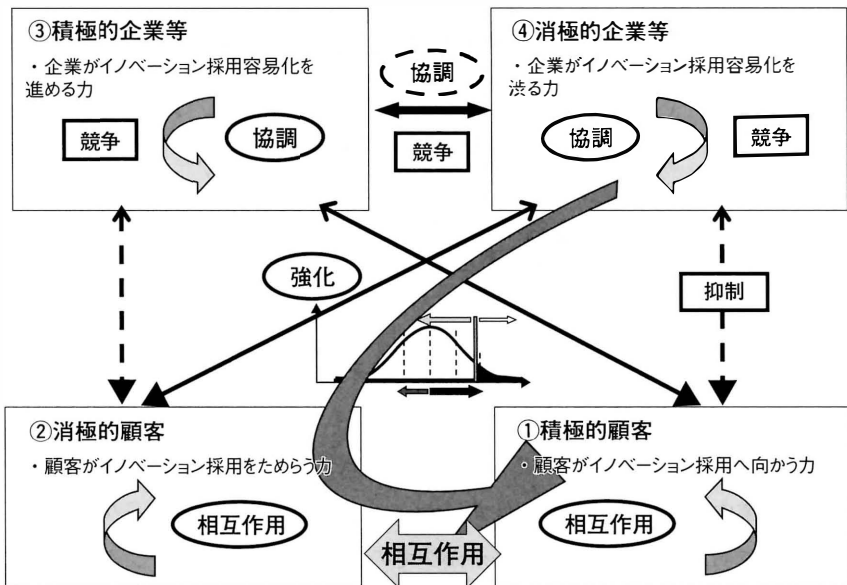 ③積極的企業等
・企業がイノベーション採用容易化を
進める力
競争
協調
協調
競争
④消極的企業等
・企業がイノベーション採用容易化を
渋る力
協調
競争
強化
抑制
②消極的顧客
・顧客がイノベーション採用をためらう力
相互作用
相互作用
①積極的顧客
・顧客がイノベーション採用へ向かう力
相互作用